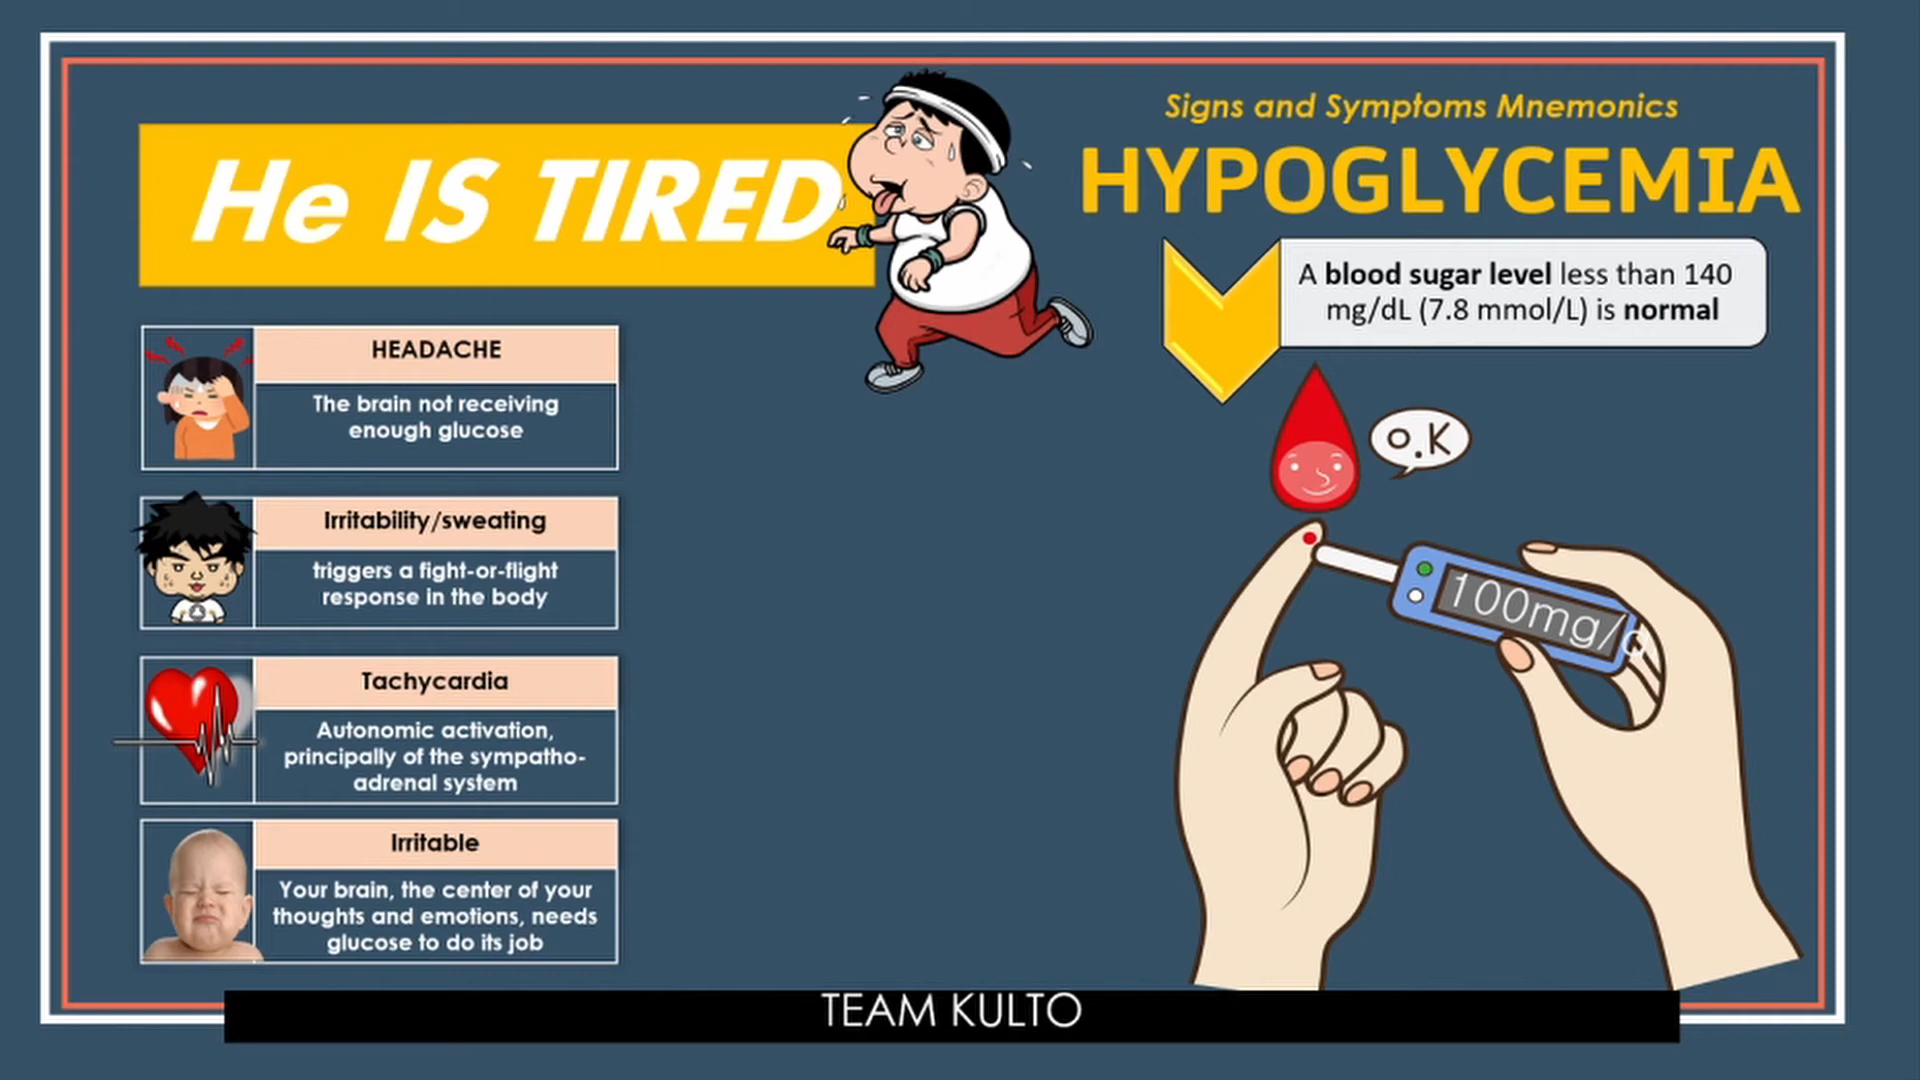 He IS TIRED
Signs and Symptoms Mnemonics
HYPOGLYCEMIA
A blood sugar level less than 140
mg/dL (7.8 mmol/L) is normal
HEADACHE
The brain not receiving
enough glucose
Irritability/sweating
triggers a fight-or-flight
response in the body
Tachycardia
Autonomic activation,
principally of the sympatho-
adrenal system
Irritable
Your brain, the center of your
thoughts and emotions, needs
glucose to do its job
O.K
100mg/d
TEAM KULTO